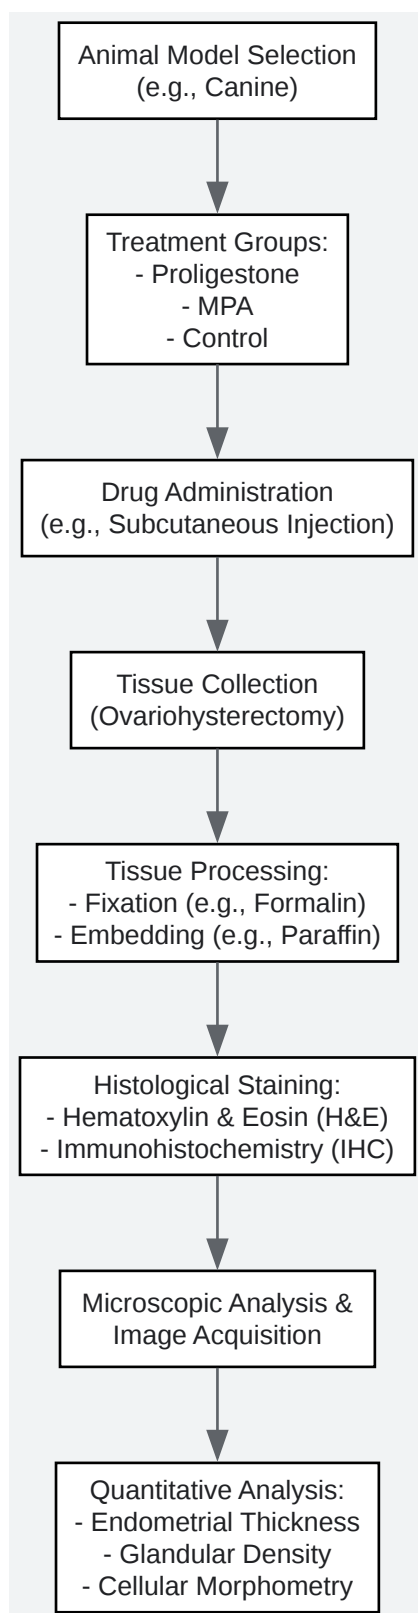 Animal Model Selection
(e.g., Canine)
Treatment Groups:
- Proligestone
- MPA
- Control
Drug Administration
(e.g., Subcutaneous Injection)
Tissue Collection
(Ovariohysterectomy)
Tissue Processing:
- Fixation (e.g., Formalin)
- Embedding (e.g., Paraffin)
Histological Staining:
- Hematoxylin & Eosin (H&E)
- Immunohistochemistry (IHC)
Microscopic Analysis &
Image Acquisition
Quantitative Analysis:
- Endometrial Thickness
- Glandular Density
- Cellular Morphometry